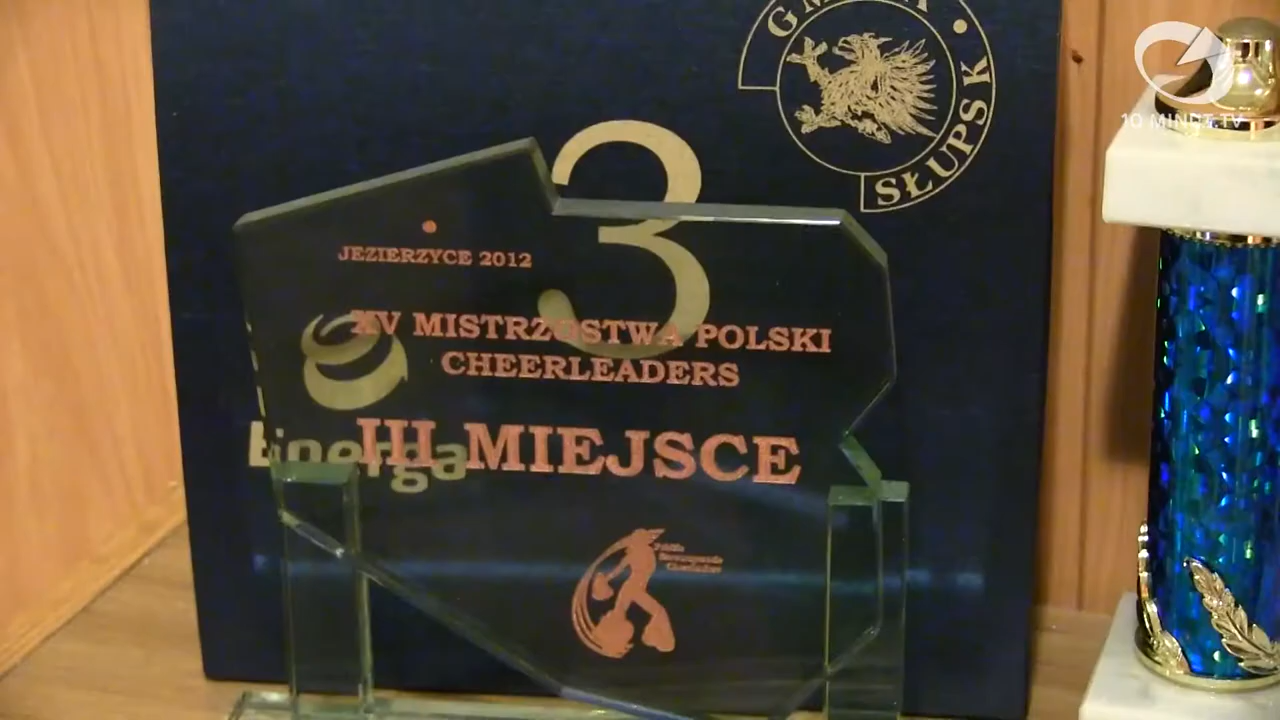 GMINA
SŁUPSK
10 MINUT.TV
3
JEZIERZYCE 2012
XV MISTRZOSTWA POLSKI
CHEERLEADERS
III MIEJSCE
Energa